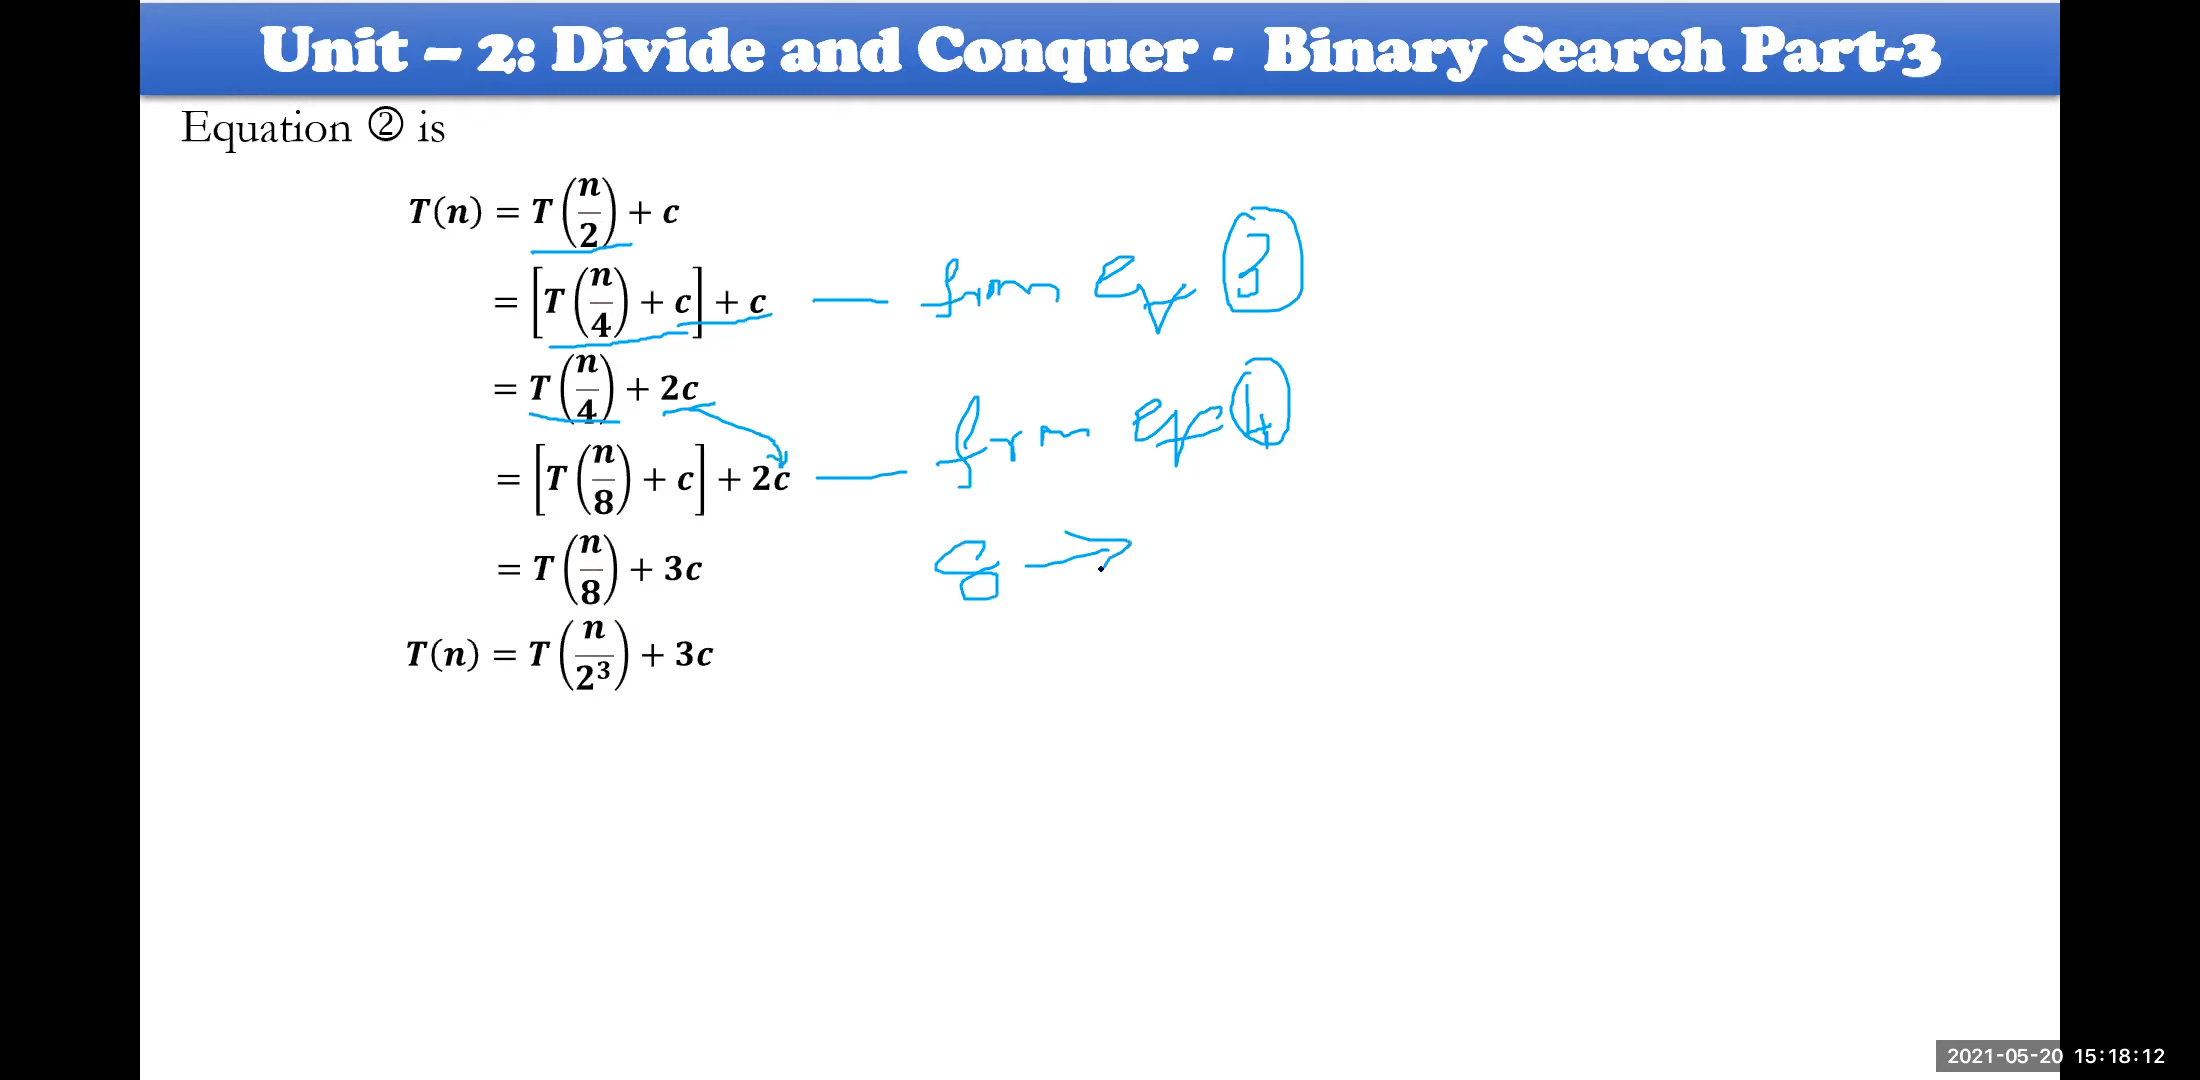 Unit – 2: Divide and Conquer - Binary Search Part-3
Equation ② is
T(n) = T(n/2) + c
= [T(n/4) + c] + c — from eq 3
= T(n/4) + 2c
= [T(n/8) + c] + 2c — from eq 4
= T(n/8) + 3c 8 →
T(n) = T(n/2³) + 3c
2021-05-20 15:18:12